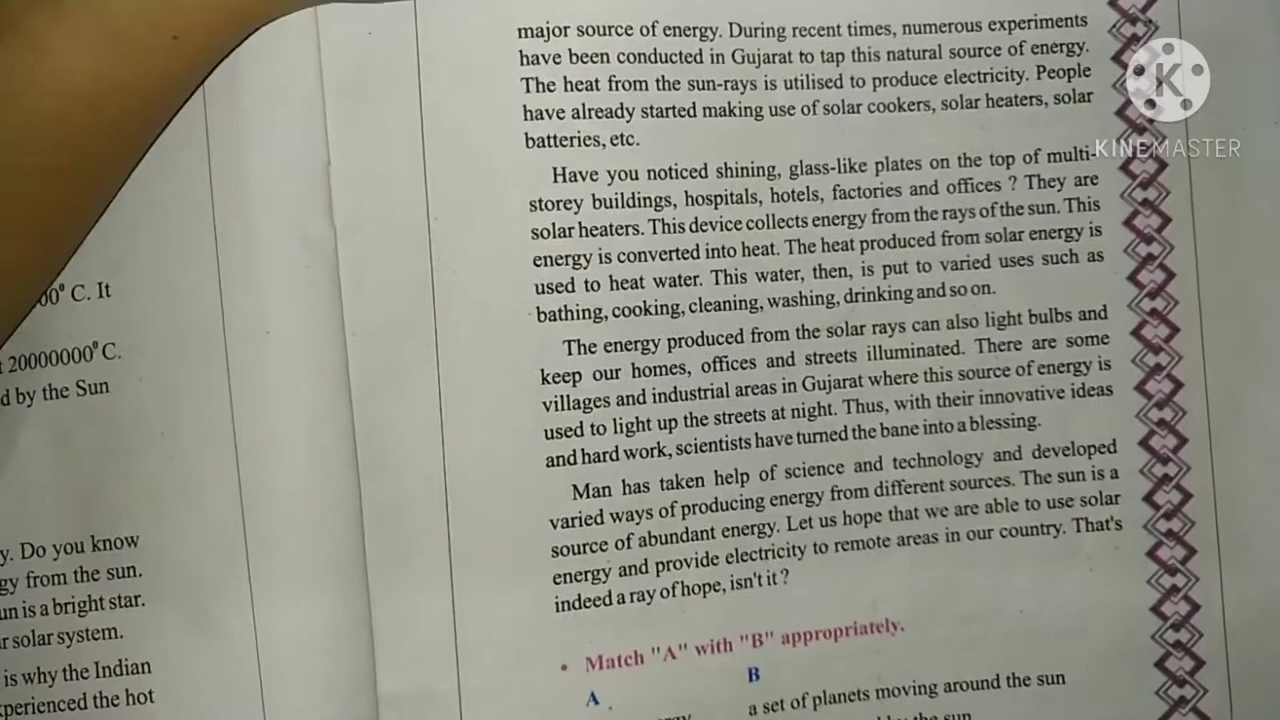 00⁰ C. It
20000000⁰ C.
d by the Sun
y. Do you know
gy from the sun.
un is a bright star.
r solar system.
is why the Indian
xperienced the hot
major source of energy. During recent times, numerous experiments
have been conducted in Gujarat to tap this natural source of energy.
The heat from the sun-rays is utilised to produce electricity. People
have already started making use of solar cookers, solar heaters, solar
batteries, etc.
Have you noticed shining, glass-like plates on the top of multi-
storey buildings, hospitals, hotels, factories and offices ? They are
solar heaters. This device collects energy from the rays of the sun. This
energy is converted into heat. The heat produced from solar energy is
used to heat water. This water, then, is put to varied uses such as
bathing, cooking, cleaning, washing, drinking and so on.
The energy produced from the solar rays can also light bulbs and
keep our homes, offices and streets illuminated. There are some
villages and industrial areas in Gujarat where this source of energy is
used to light up the streets at night. Thus, with their innovative ideas
and hard work, scientists have turned the bane into a blessing.
Man has taken help of science and technology and developed
varied ways of producing energy from different sources. The sun is a
source of abundant energy. Let us hope that we are able to use solar
energy and provide electricity to remote areas in our country. That's
indeed a ray of hope, isn't it ?
• Match "A" with "B" appropriately.
A B
a set of planets moving around the sun
the sun
K
KINEMASTER